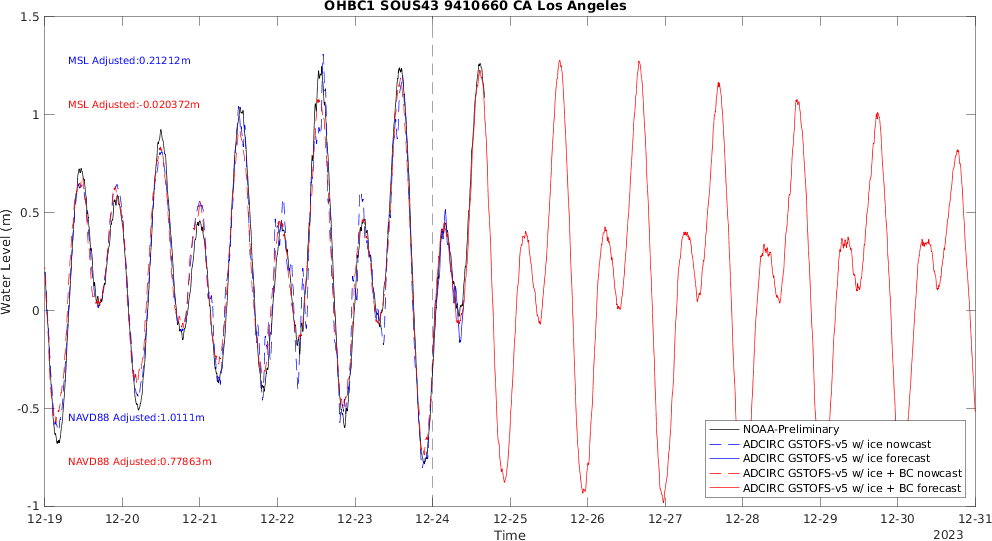 OHBC1 SOUS43 9410660 CA Los Angeles
1.5
MSL Adjusted:0.21212m
MSL Adjusted:-0.020372m
1
0.5
Water Level (m)
0
-0.5
NAVD88 Adjusted:1.0111m
NAVD88 Adjusted:0.77863m
NOAA-Preliminary
ADCIRC GSTOFS-v5 w/ ice nowcast
ADCIRC GSTOFS-v5 w/ ice forecast
ADCIRC GSTOFS-v5 w/ ice + BC nowcast
ADCIRC GSTOFS-v5 w/ ice + BC forecast
-1
12-19 12-20 12-21 12-22 12-23 12-24 12-25 12-26 12-27 12-28 12-29 12-30 12-31
Time 2023